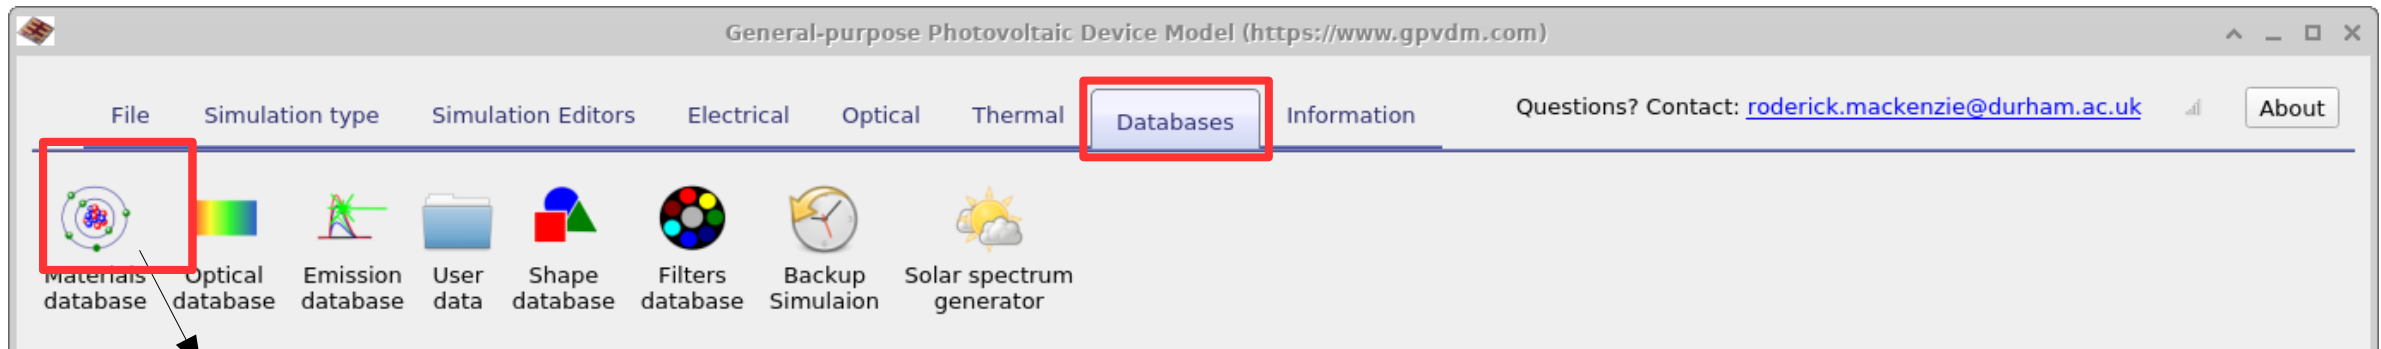 General-purpose Photovoltaic Device Model (https://www.gpvdm.com)
File Simulation type Simulation Editors Electrical Optical Thermal Databases Information Questions? Contact: roderick.mackenzie@durham.ac.uk About
Materials Optical Emission User Shape Filters Backup Solar spectrum
database database database data database database Simulaion generator